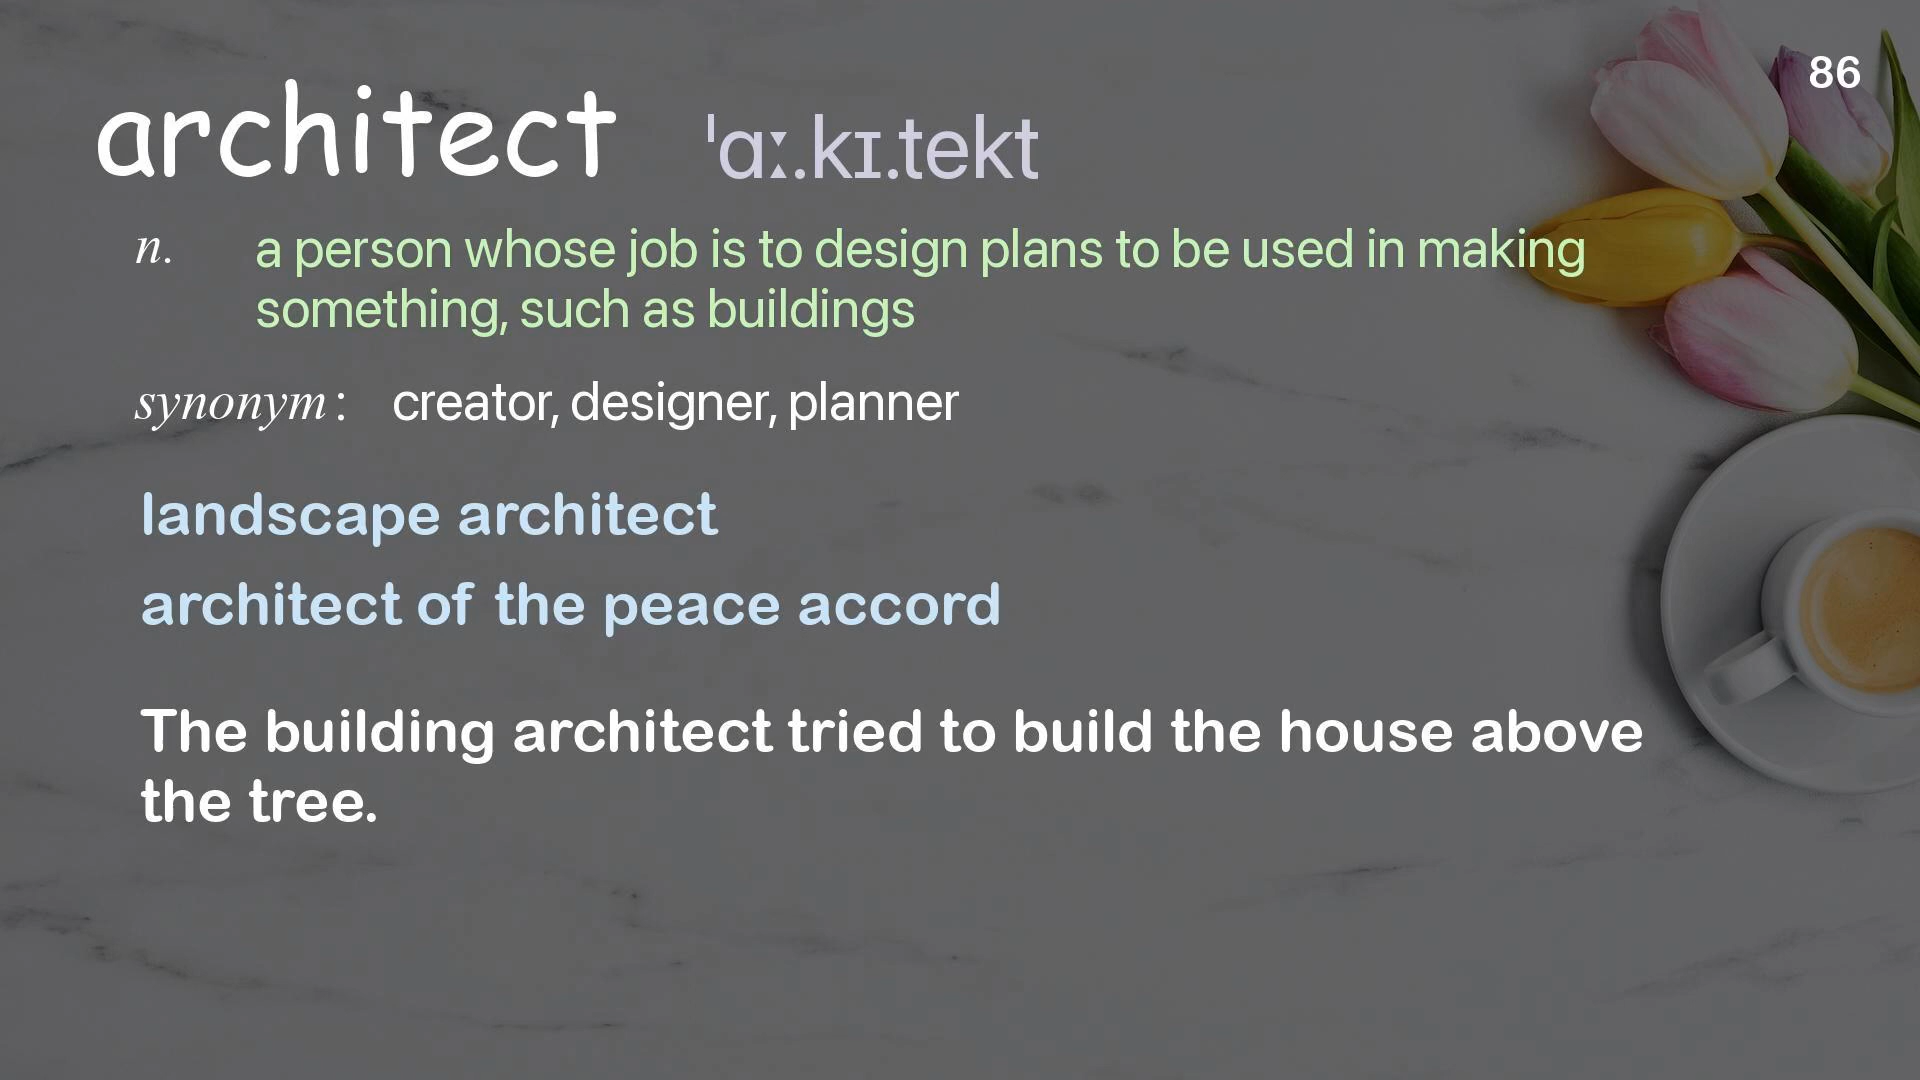 86
architect ˈɑː.kɪ.tekt
n. a person whose job is to design plans to be used in making
something, such as buildings
synonym: creator, designer, planner
landscape architect
architect of the peace accord
The building architect tried to build the house above
the tree.